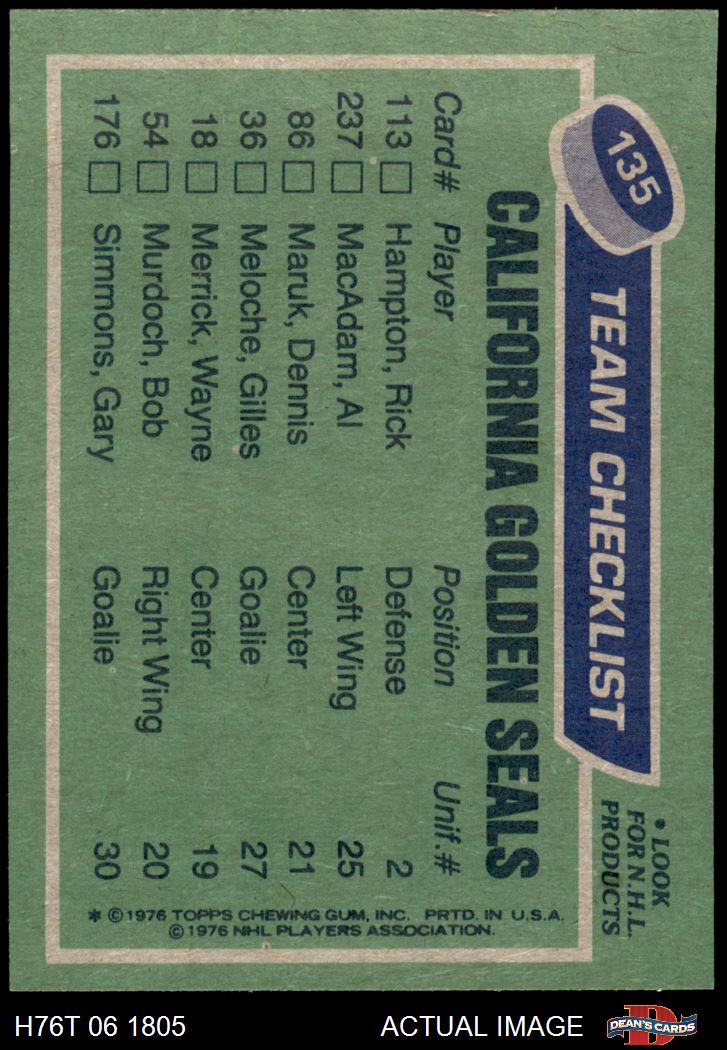 135
TEAM CHECKLIST
• LOOK
FOR N.H.L.
PRODUCTS
CALIFORNIA GOLDEN SEALS
Card# Player Position Unif.#
113 Hampton, Rick Defense 2
237 MacAdam, Al Left Wing 25
86 Maruk, Dennis Center 21
36 Meloche, Gilles Goalie 27
18 Merrick, Wayne Center 19
54 Murdoch, Bob Right Wing 20
176 Simmons, Gary Goalie 30
* ©1976 TOPPS CHEWING GUM, INC. PRTD. IN U.S.A.
©1976 NHL PLAYERS ASSOCIATION.
H76T 06 1805 ACTUAL IMAGE
D
DEAN'S CARDS